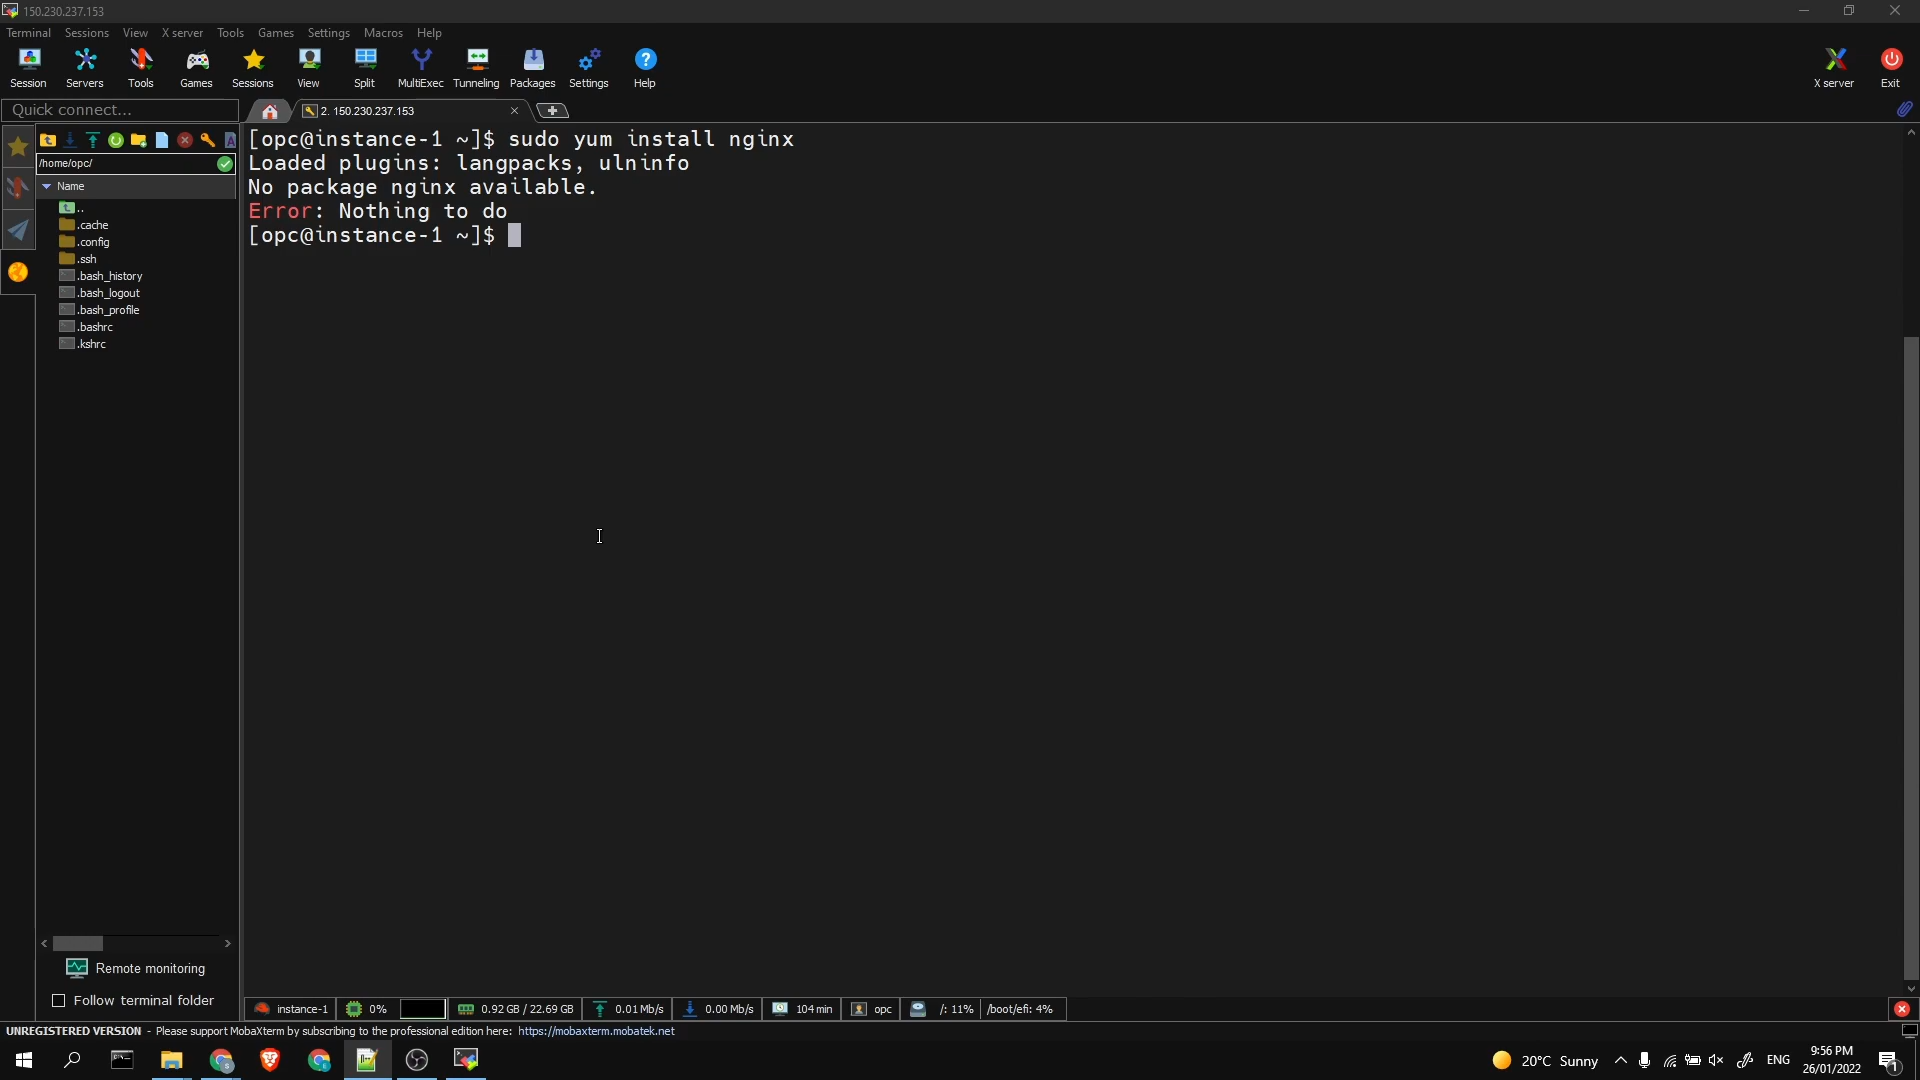 150.230.237.153
Terminal Sessions View X server Tools Games Settings Macros Help
Session Servers Tools Games Sessions View Split MultiExec Tunneling Packages Settings Help X server Exit
Quick connect... 2. 150.230.237.153
/home/opc/
Name
..
.cache
.config
.ssh
.bash_history
.bash_logout
.bash_profile
.bashrc
.kshrc
[opc@instance-1 ~]$ sudo yum install nginx
Loaded plugins: langpacks, ulninfo
No package nginx available.
Error: Nothing to do
[opc@instance-1 ~]$
Remote monitoring
Follow terminal folder
instance-1 0% 0.92 GB / 22.69 GB 0.01 Mb/s 0.00 Mb/s 104 min opc /: 11% /boot/efi: 4%
UNREGISTERED VERSION - Please support MobaXterm by subscribing to the professional edition here: https://mobaxterm.mobatek.net
20°C Sunny ENG 9:56 PM
26/01/2022 1